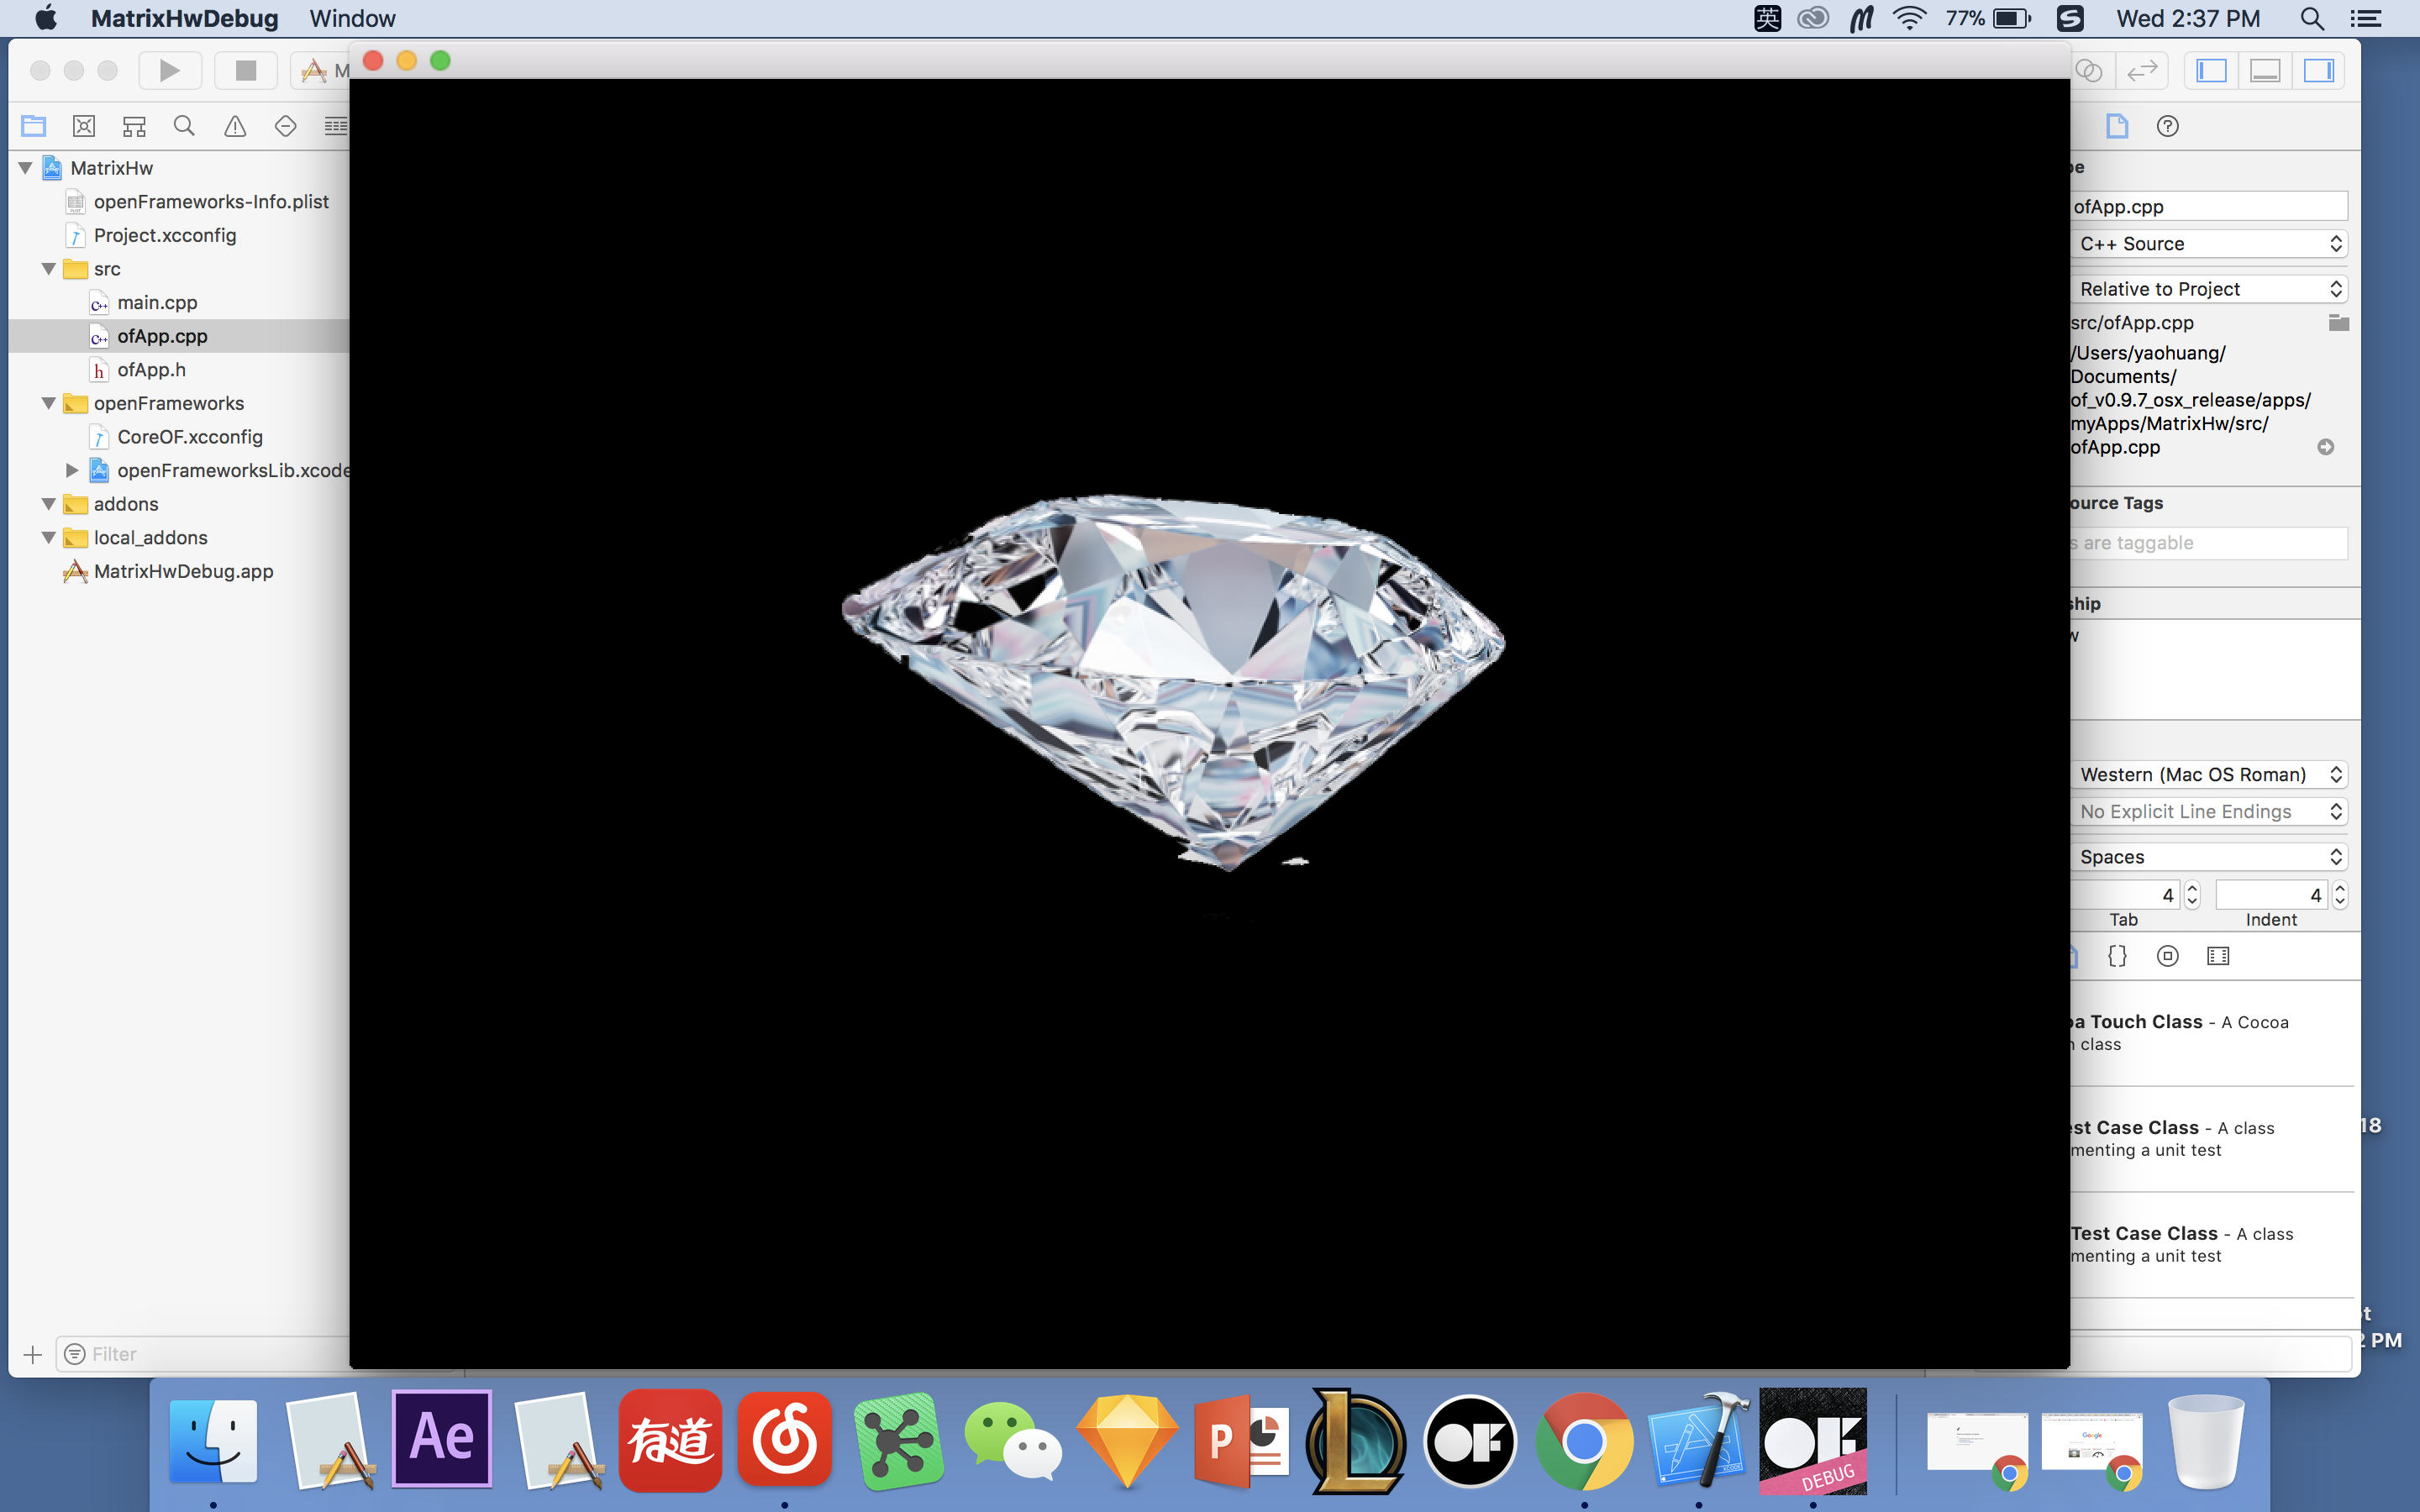 MatrixHwDebug Window 英 77% Wed 2:37 PM
M
MatrixHw
openFrameworks-Info.plist
Project.xcconfig
src
main.cpp
ofApp.cpp
ofApp.h
openFrameworks
CoreOF.xcconfig
openFrameworksLib.xcode
addons
local_addons
MatrixHwDebug.app
Filter
pe
ofApp.cpp
C++ Source
Relative to Project
src/ofApp.cpp
/Users/yaohuang/
Documents/
of_v0.9.7_osx_release/apps/
myApps/MatrixHw/src/
ofApp.cpp
ource Tags
s are taggable
ship
w
Western (Mac OS Roman)
No Explicit Line Endings
Spaces
4 4
Tab Indent
a Touch Class - A Cocoa
class
st Case Class - A class
menting a unit test
Test Case Class - A class
menting a unit test
18
t
2 PM
Ae
有道
P
OF
OF
DEBUG
Google